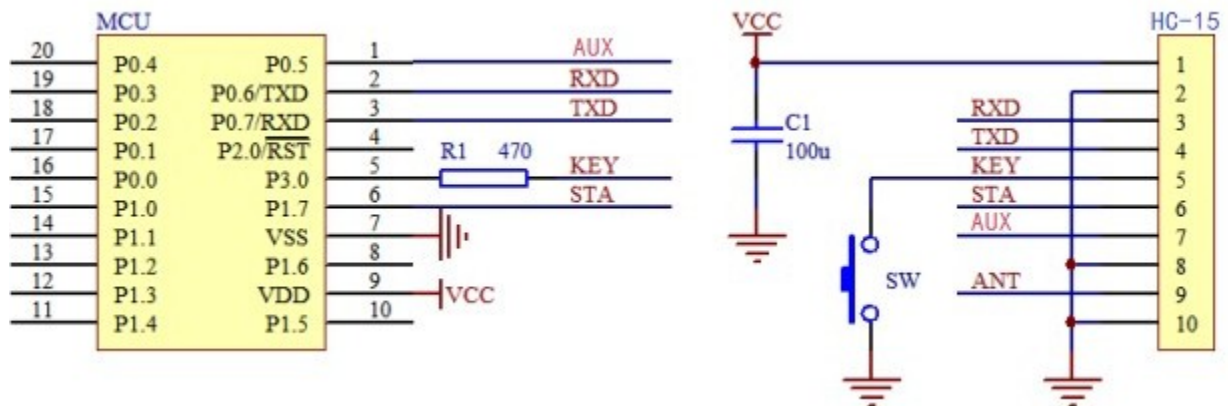 MCU
20 P0.4 P0.5 1 AUX
19 P0.3 P0.6/TXD 2 RXD
18 P0.2 P0.7/RXD 3 TXD
17 P0.1 P2.0/RST 4
16 P0.0 P3.0 5 R1 470 KEY
15 P1.0 P1.7 6 STA
14 P1.1 VSS 7
13 P1.2 P1.6 8
12 P1.3 VDD 9 VCC
11 P1.4 P1.5 10
VCC
C1
100u
SW
HC-15
1
2
RXD 3
TXD 4
KEY 5
STA 6
AUX 7
8
ANT 9
10